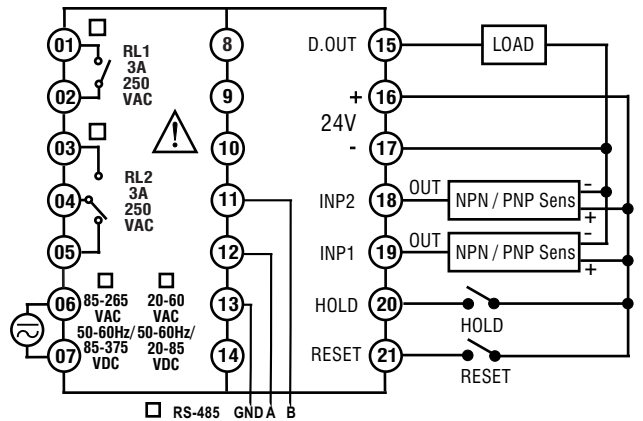 01
RL1
3A
250
VAC
02
03
RL2
3A
250
VAC
04
05
06
07
85-265
VAC
50-60Hz/
85-375
VDC
20-60
VAC
50-60Hz/
20-85
VDC
8
9
10
11
12
13
14
RS-485 GND A B
D.OUT 15 LOAD
+ 16
24V
- 17
INP2 18 OUT NPN / PNP Sens - +
INP1 19 OUT NPN / PNP Sens - +
HOLD 20
HOLD
RESET 21
RESET